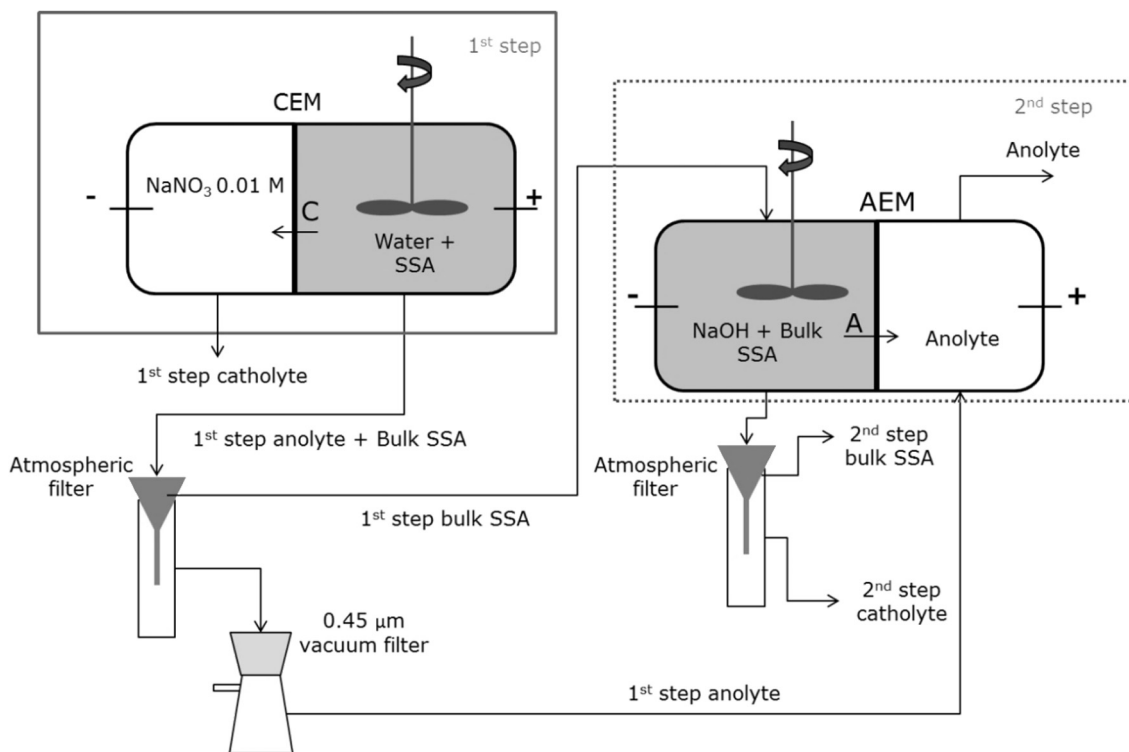 1st step
CEM
2nd step
Anolyte
NaNO3 0.01 M
-
+
C
AEM
Water +
SSA
-
+
NaOH + Bulk
SSA
A
Anolyte
1st step catholyte
1st step anolyte + Bulk SSA
Atmospheric
filter
2nd step
bulk SSA
Atmospheric
filter
1st step bulk SSA
2nd step
catholyte
0.45 µm
vacuum filter
1st step anolyte